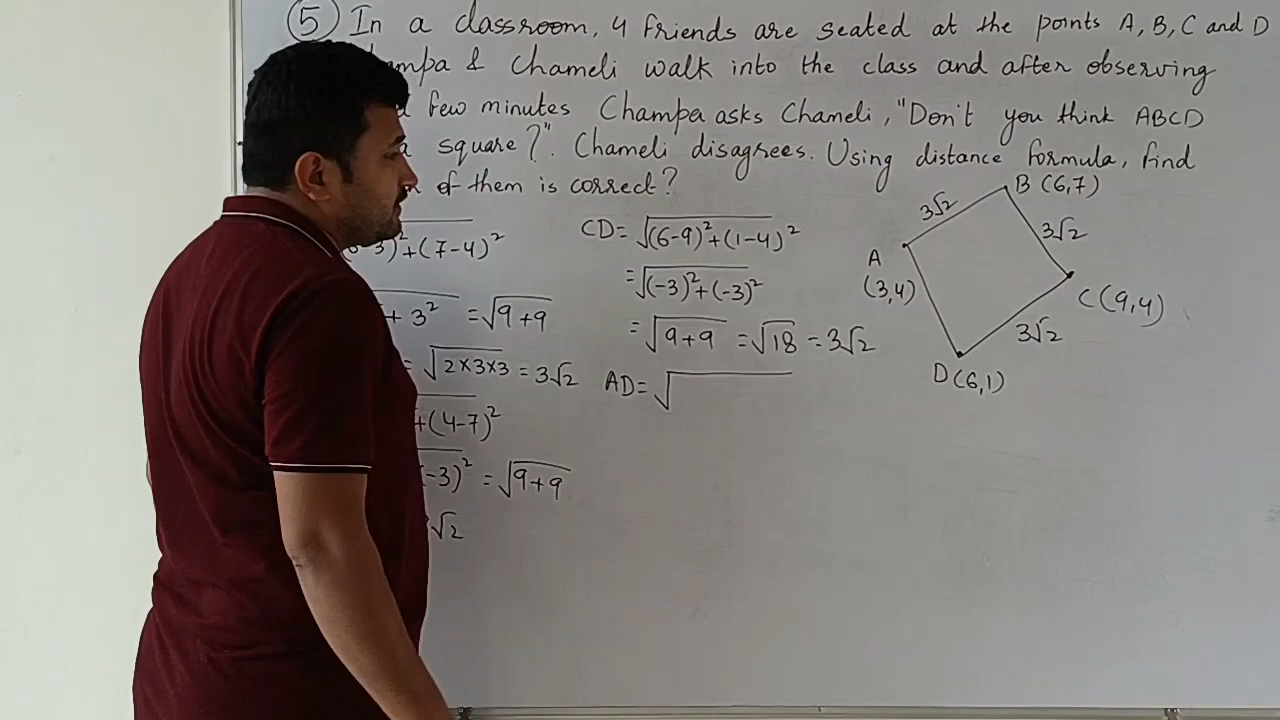 ⑤ In a classroom, 4 friends are seated at the points A, B, C and D
& Chameli walk into the class and after observing
few minutes Champa asks Chameli, "Don't you think ABCD
square?". Chameli disagrees. Using distance formula, find
of them is correct?
3)²+(7-4)²
+ 3² = √9+9
= √2×3×3 = 3√2
+(4-7)²
(-3)² = √9+9
√2
CD= √(6-9)²+(1-4)²
= √(-3)²+(-3)²
= √9+9 = √18 = 3√2
AD= √
B (6,7)
3√2
3√2
A
(3,4)
C(9,4)
3√2
D(6,1)